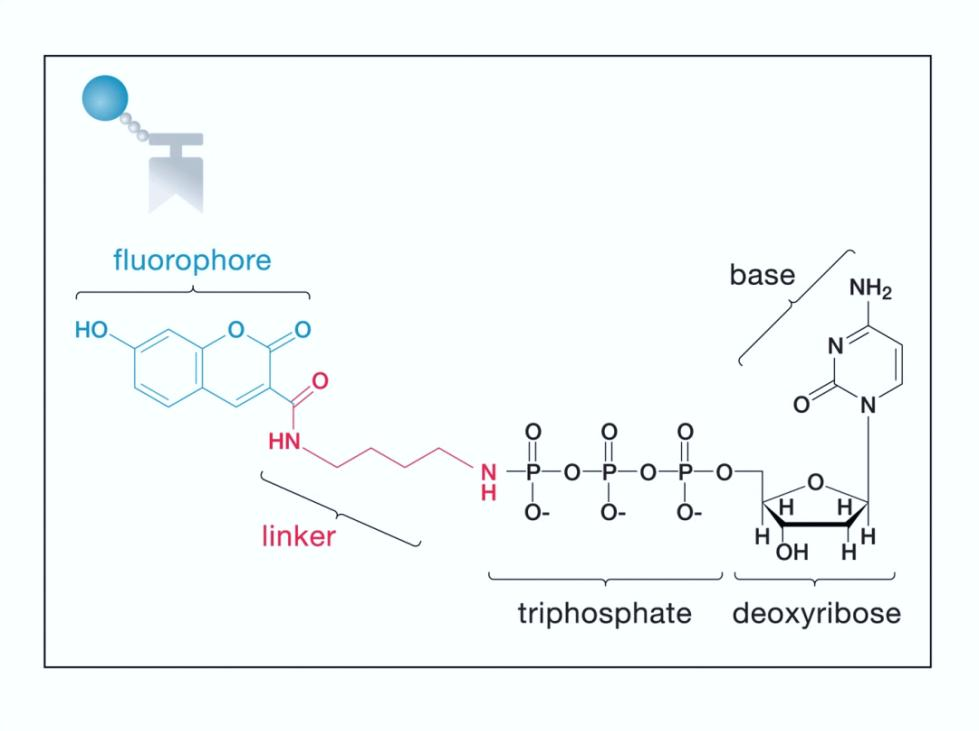 fluorophore
base
NH₂
HO
O
O
N
O
O
N
HN
O
O
O
N
H
P
O
P
O
P
O
O
H
H
O-
O-
O-
H
H
OH
H
linker
triphosphate
deoxyribose